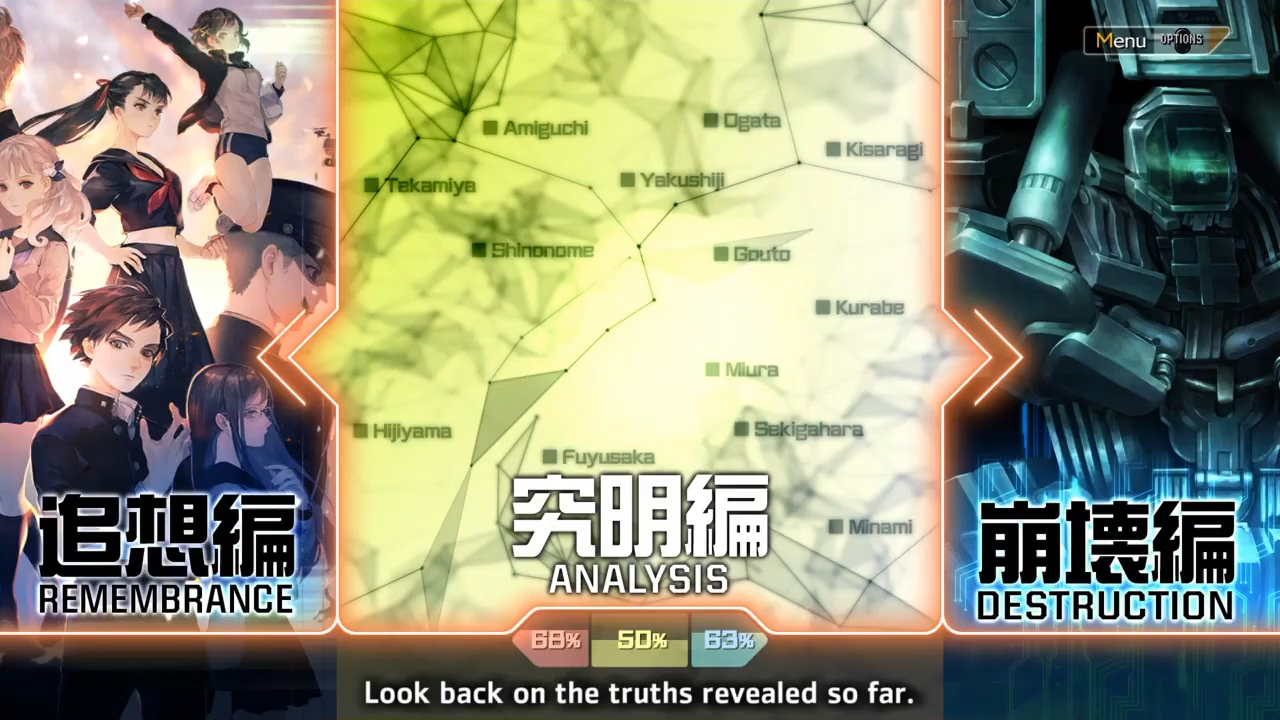 Menu OPTIONS
Amiguchi
Ogata
Kisaragi
Takamiya
Yakushiji
Shinonome
Gouto
Kurabe
Miura
Hijiyama
Sekigahara
Fuyusaka
Minami
追想編
REMEMBRANCE
究明編
ANALYSIS
崩壊編
DESTRUCTION
68% 50% 63%
Look back on the truths revealed so far.